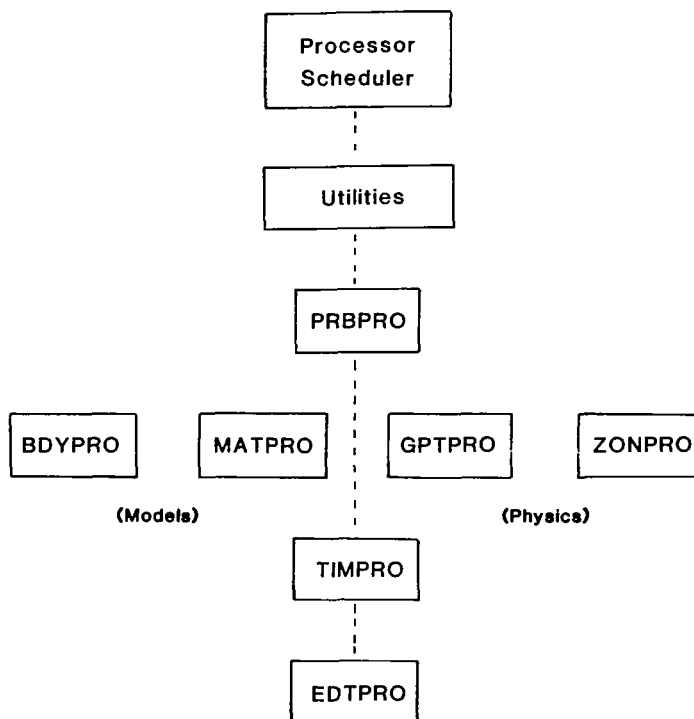 Processor
Scheduler
Utilities
PRBPRO
BDYPRO
MATPRO
GPTPRO
ZONPRO
(Models)
(Physics)
TIMPRO
EDTPRO